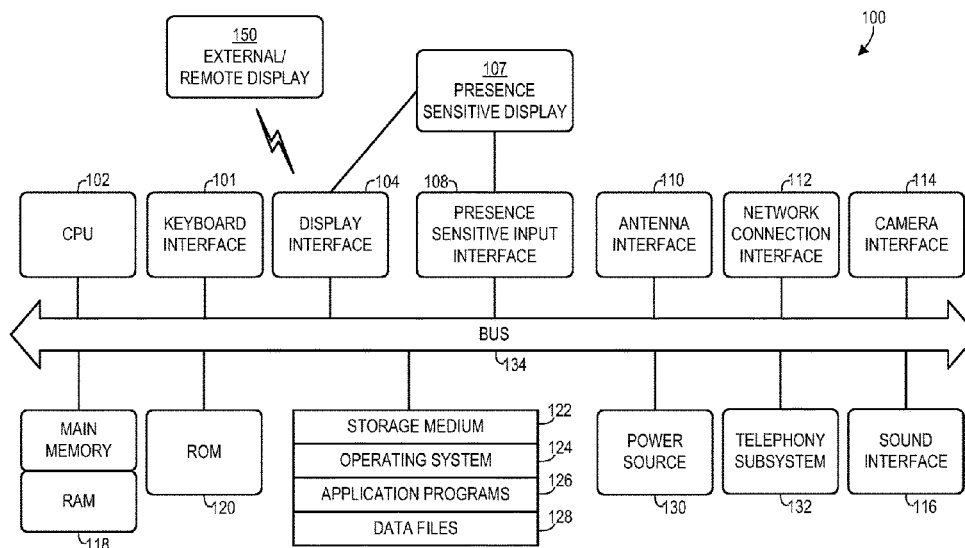 100
150
EXTERNAL/
REMOTE DISPLAY
107
PRESENCE
SENSITIVE DISPLAY
102
CPU
101
KEYBOARD
INTERFACE
104
DISPLAY
INTERFACE
108
PRESENCE
SENSITIVE INPUT
INTERFACE
110
ANTENNA
INTERFACE
112
NETWORK
CONNECTION
INTERFACE
114
CAMERA
INTERFACE
BUS
134
MAIN
MEMORY
RAM
118
ROM
120
STORAGE MEDIUM
122
OPERATING SYSTEM
124
APPLICATION PROGRAMS
126
DATA FILES
128
POWER
SOURCE
130
TELEPHONY
SUBSYSTEM
132
SOUND
INTERFACE
116